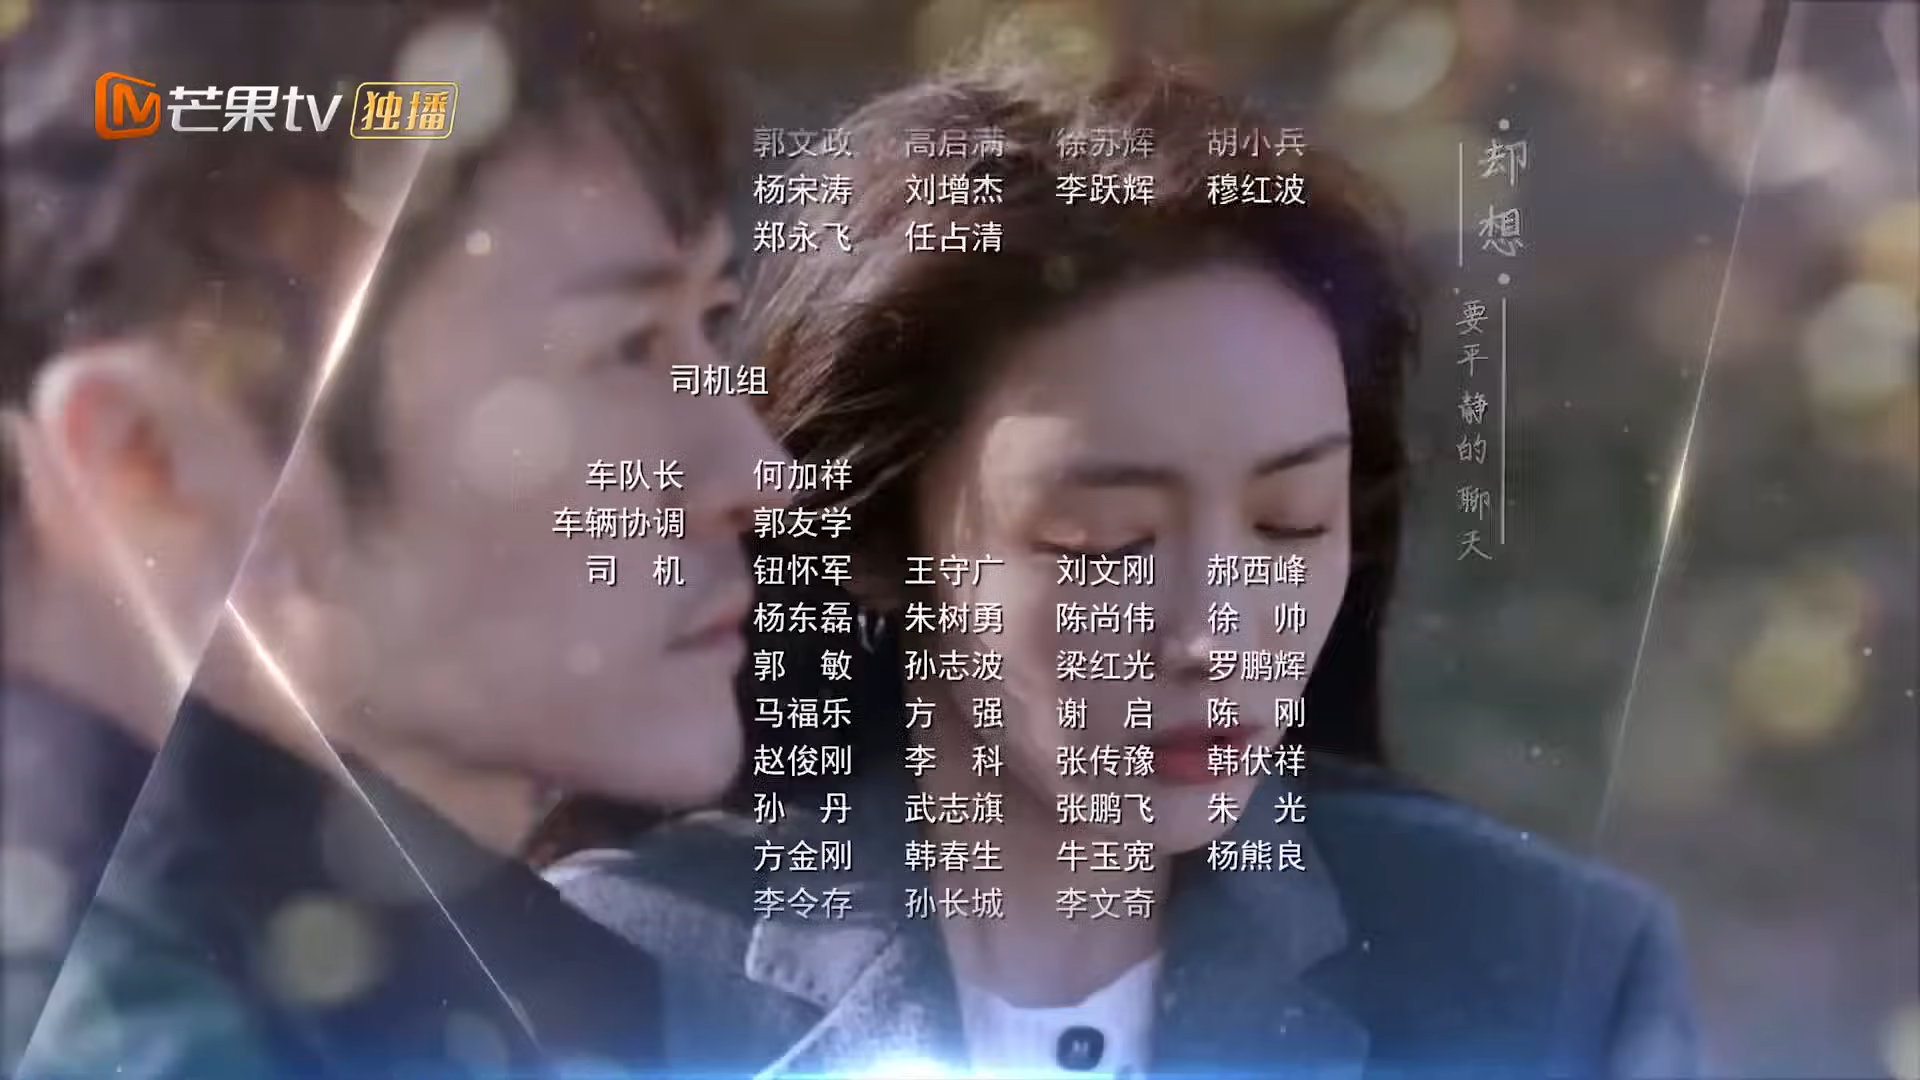 芒果tv 独播
郭文政 高启满 徐苏辉 胡小兵
杨宋涛 刘增杰 李跃辉 穆红波
郑永飞 任占清
司机组
车队长 何加祥
车辆协调 郭友学
司 机 钮怀军 王守广 刘文刚 郝西峰
杨东磊 朱树勇 陈尚伟 徐 帅
郭 敏 孙志波 梁红光 罗鹏辉
马福乐 方 强 谢 启 陈 刚
赵俊刚 李 科 张传豫 韩伏祥
孙 丹 武志旗 张鹏飞 朱 光
方金刚 韩春生 牛玉宽 杨熊良
李令存 孙长城 李文奇
却想
要平静的聊天